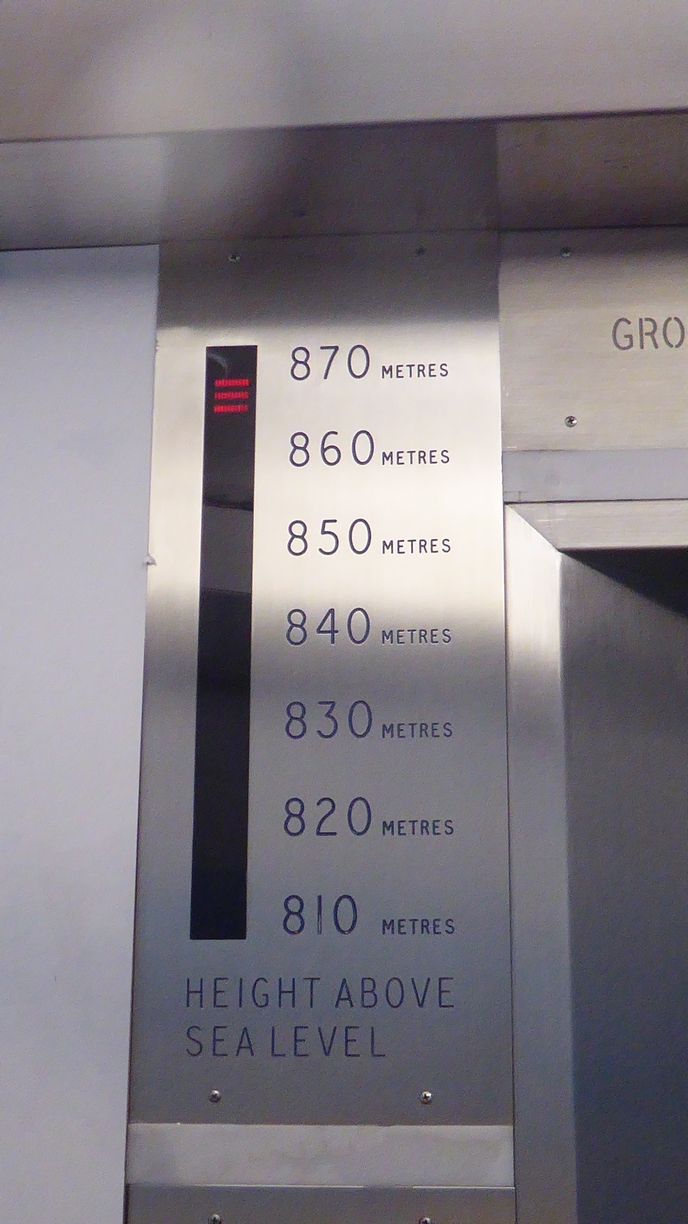 870 METRES
GRO
860 METRES
850 METRES
840 METRES
830 METRES
820 METRES
810 METRES
HEIGHT ABOVE
SEA LEVEL